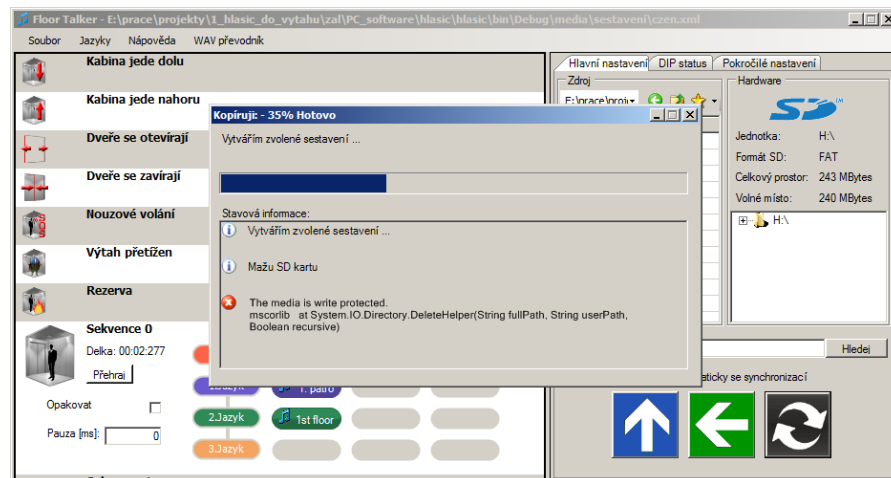 Floor Talker - E:\prace\projekty\1_hlasic_do_vytahu\zal\PC_software\hlasic\hlasic\bin\Debug\media\sestaveni\czen.xml
Soubor Jazyky Nápověda WAV převodník
Kabina jede dolu
Kabina jede nahoru
Dveře se otevírají
Dveře se zavírají
Nouzové volání
SOS
Výtah přetížen
Rezerva
Sekvence 0
Delka: 00:02:277
Přehraj
Opakovat
Pauza [ms]: 0
1. patro
2.Jazyk 1st floor
3.Jazyk
Kopíruji: - 35% Hotovo
Vytvářím zvolené sestavení ...
Stavová informace:
Vytvářím zvolené sestavení ...
Mažu SD kartu
The media is write protected.
mscorlib at System.IO.Directory.DeleteHelper(String fullPath, String userPath,
Boolean recursive)
Hlavní nastavení DIP status Pokročilé nastavení
Zdroj
E:\prace\proj
Hardware
SD
Jednotka: H:\
Formát SD: FAT
Celkový prostor: 243 MBytes
Volné místo: 240 MBytes
H:\
Hledej
se synchronizací